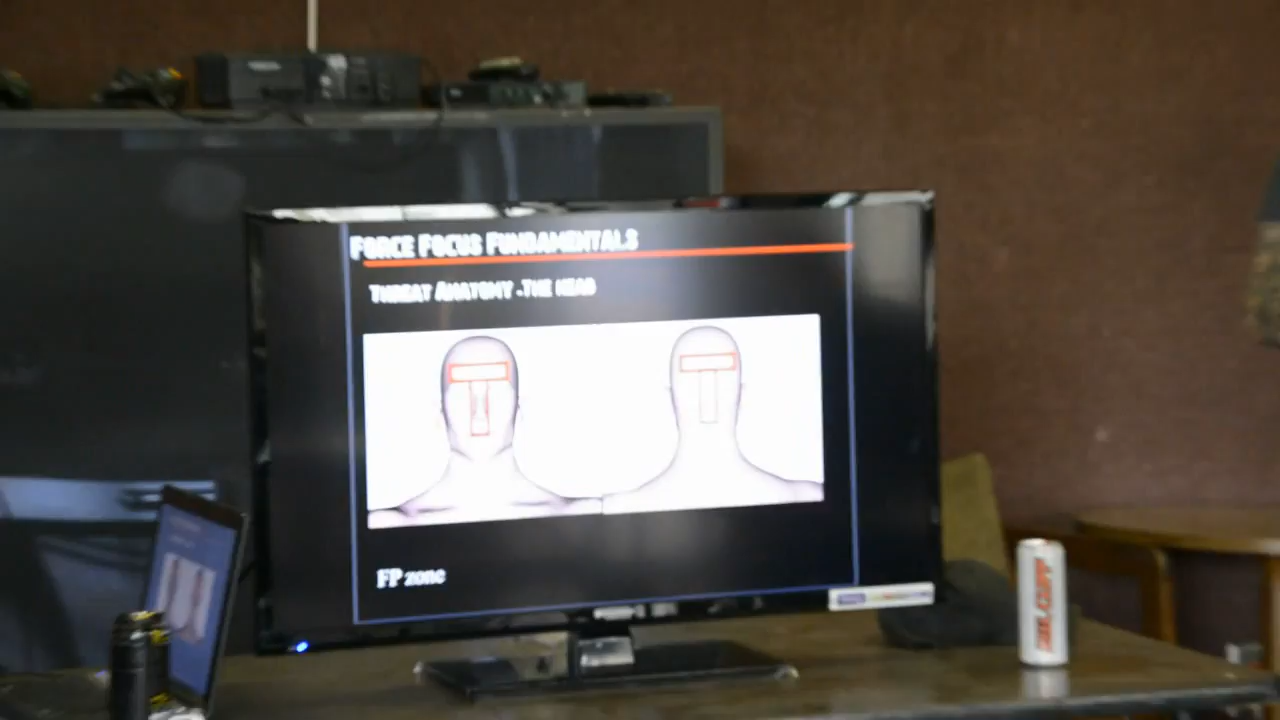 FORCE FOCUS FUNDAMENTALS
THREAT ANATOMY -THE HEAD
FP zone